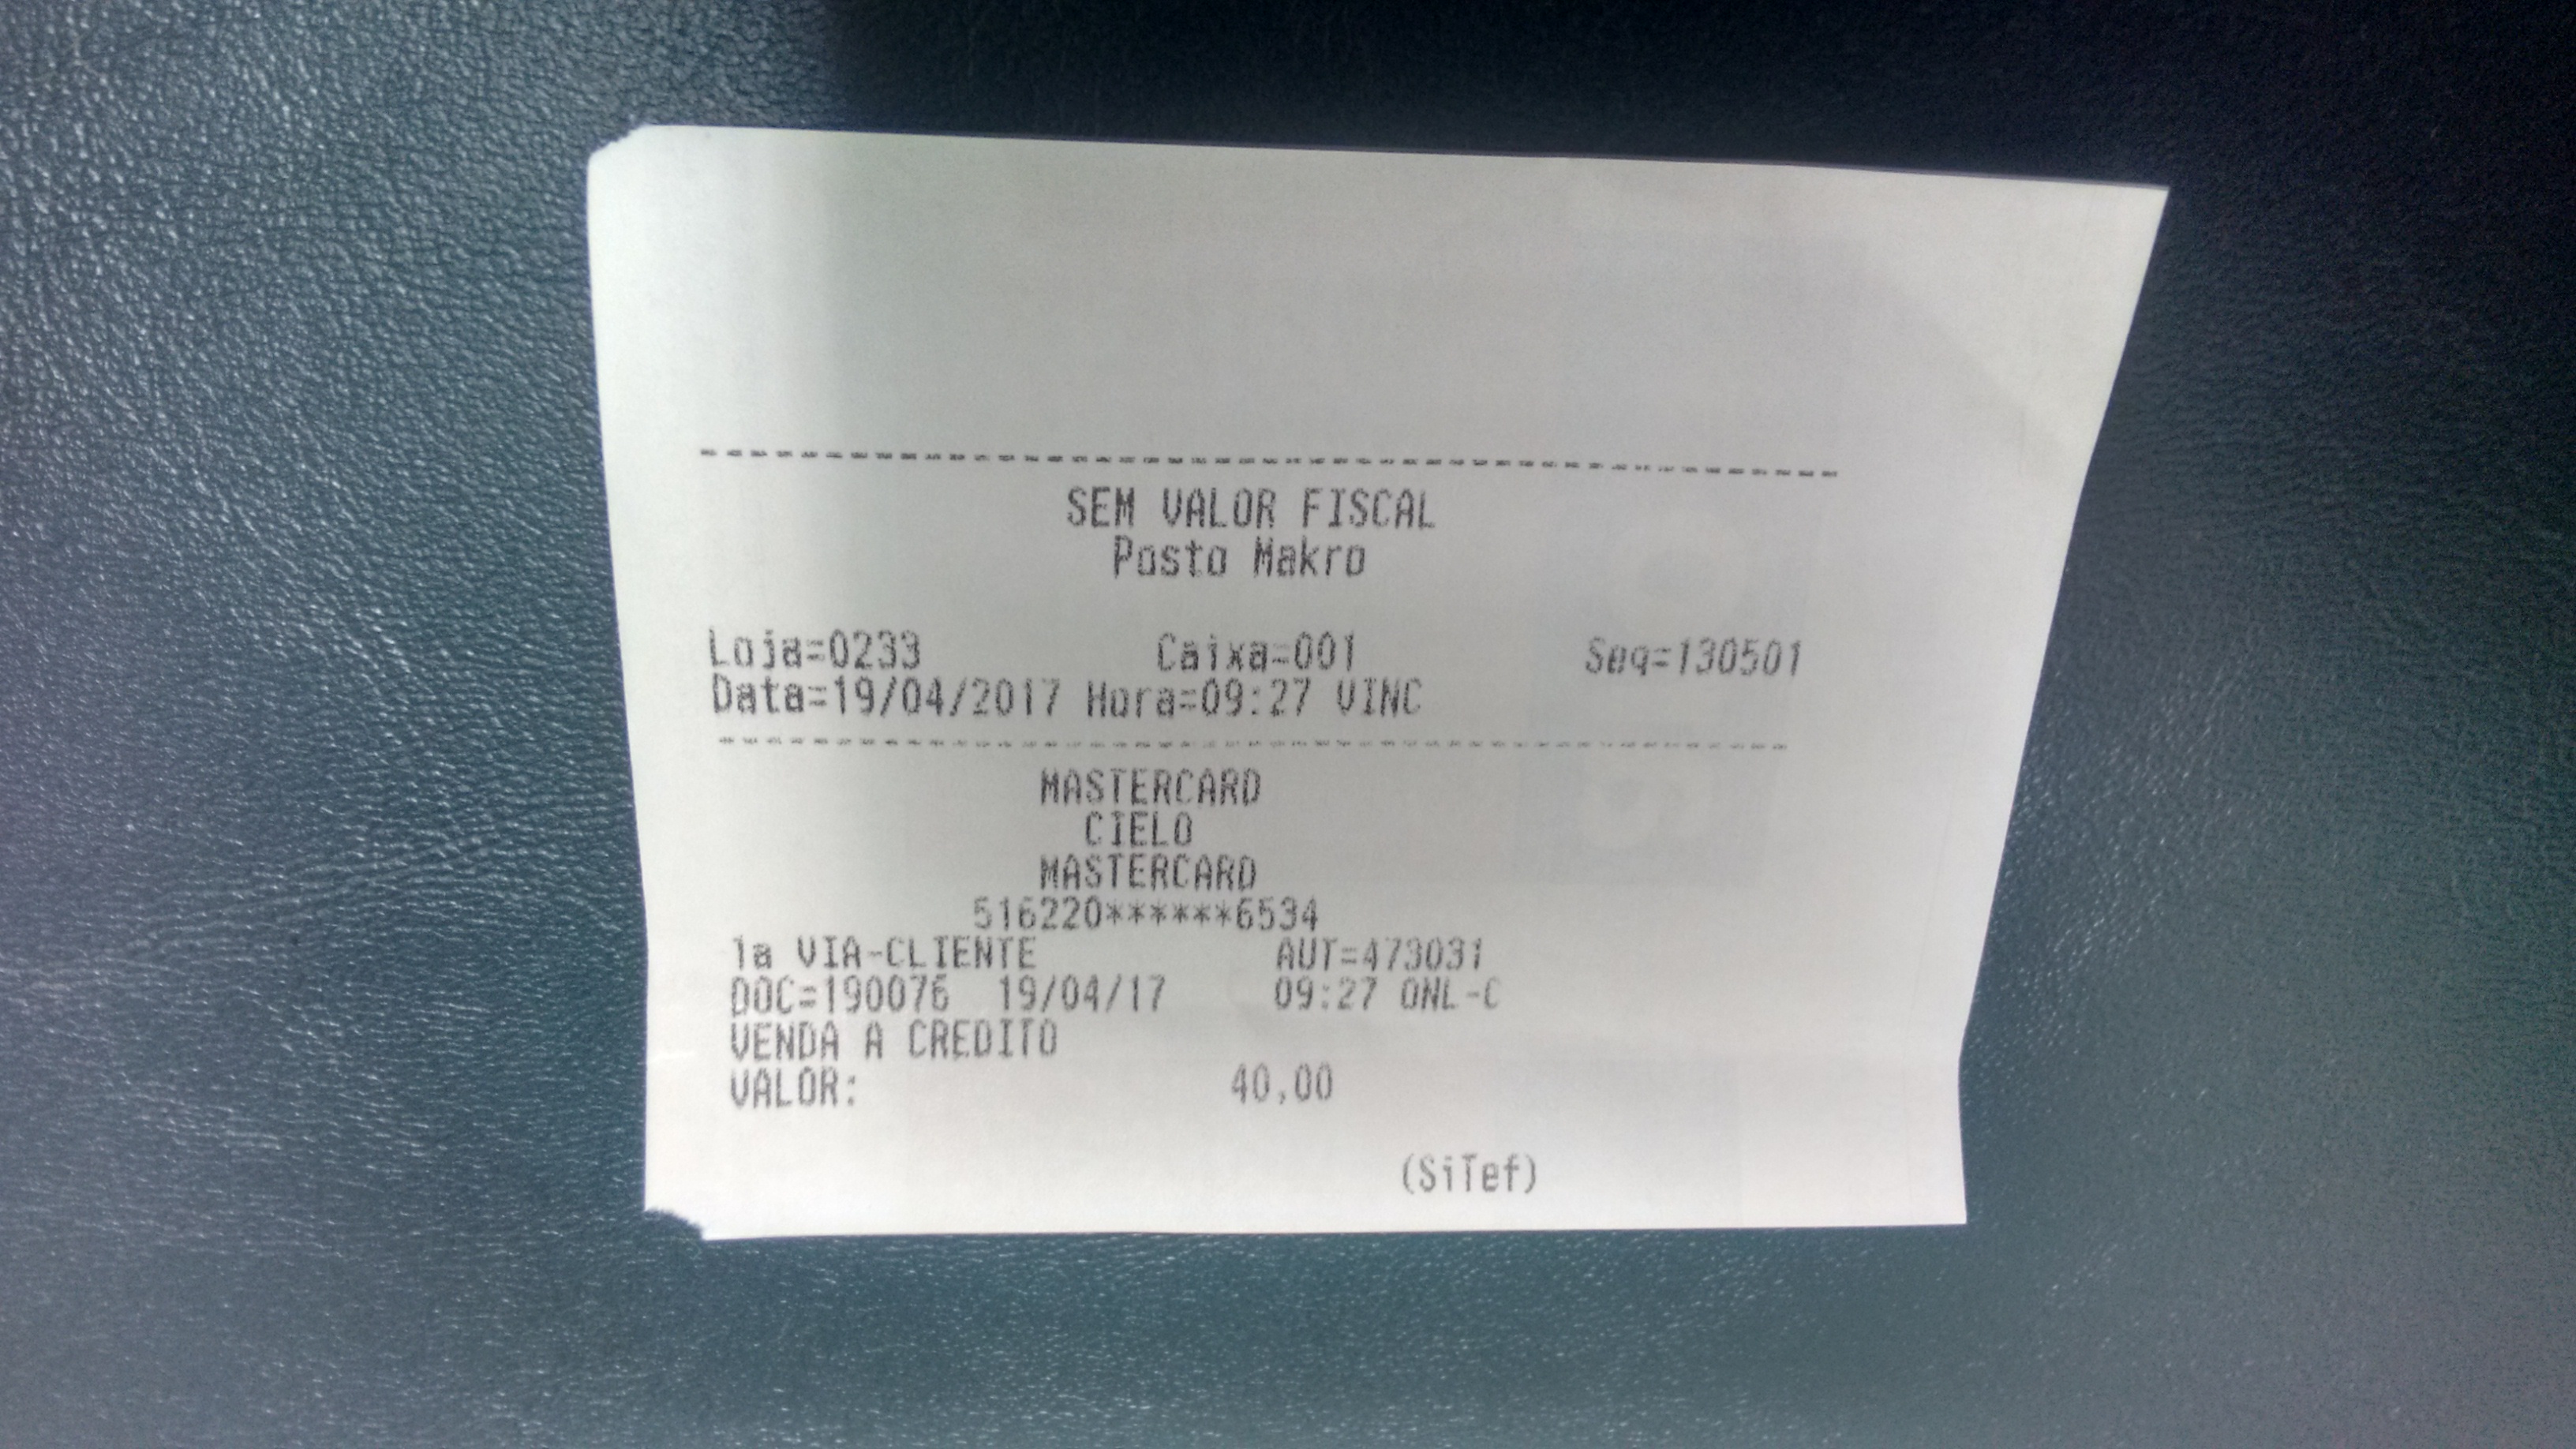 ------------------------------------------------
SEM VALOR FISCAL
Posto Makro
Loja=0233 Caixa=001 Seq=130501
Data=19/04/2017 Hora=09:27 VINC
------------------------------------------------
MASTERCARD
CIELO
MASTERCARD
516220******6534
1a VIA-CLIENTE AUT=473031
DOC=190076 19/04/17 09:27 ONL-C
VENDA A CREDITO
VALOR: 40,00
(SiTef)